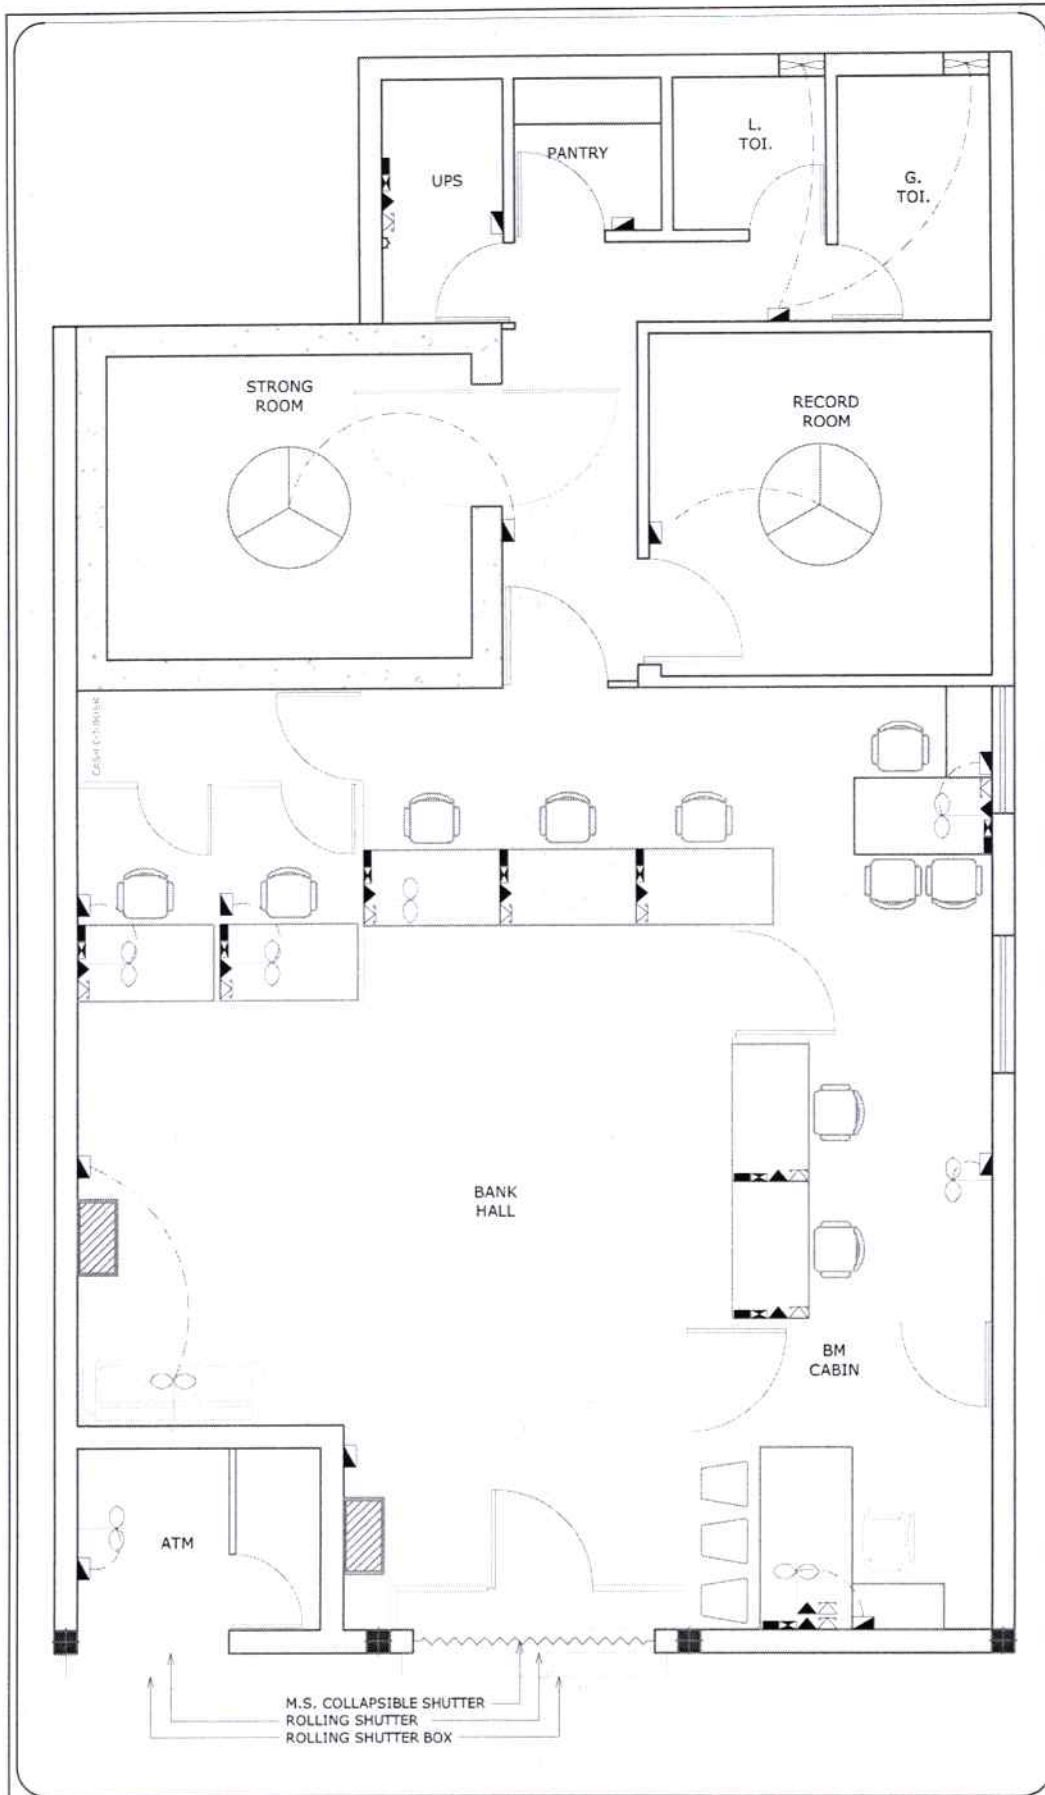 L.
TOI.
PANTRY
UPS
G.
TOI.
STRONG
ROOM
RECORD
ROOM
BANK
HALL
BM
CABIN
ATM
M.S. COLLAPSIBLE SHUTTER
ROLLING SHUTTER
ROLLING SHUTTER BOX